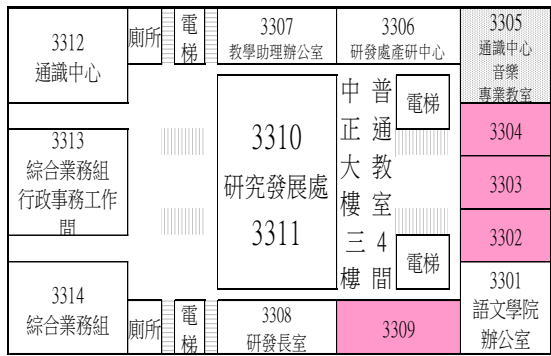 3312
通識中心
廁所
電
梯
3307
教學助理辦公室
3306
研發處產研中心
3305
通識中心
音樂
專業教室
3313
綜合業務組
行政事務工作
間
3310
研究發展處
3311
中正大樓三樓
普通教室4間
電梯
電梯
3304
3303
3302
3301
語文學院
辦公室
3314
綜合業務組
廁所
電
梯
3308
研發長室
3309